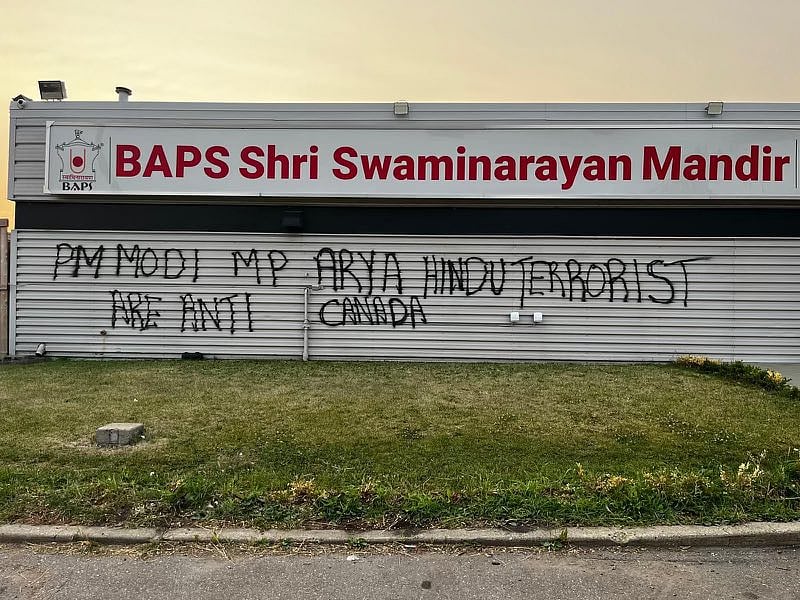 BAPS Shri Swaminarayan Mandir
BAPS
PM MODI MP ARYA HINDU TERRORIST
ARE ANTI CANADA